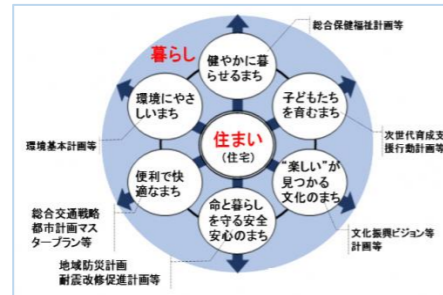 総合保健福祉計画等
暮らし
健やかに暮
らせるまち
環境にやさ
しいまち
子どもたち
を育むまち
環境基本計画等
住まい
(住宅)
次世代育成支
援行動計画等
便利で快
適なまち
“楽しい”が
見つかる
文化のまち
命と暮らし
を守る安全
安心のまち
総合交通戦略
都市計画マス
タープラン等
文化振興ビジョン等
計画等
地域防災計画
耐震改修促進計画等